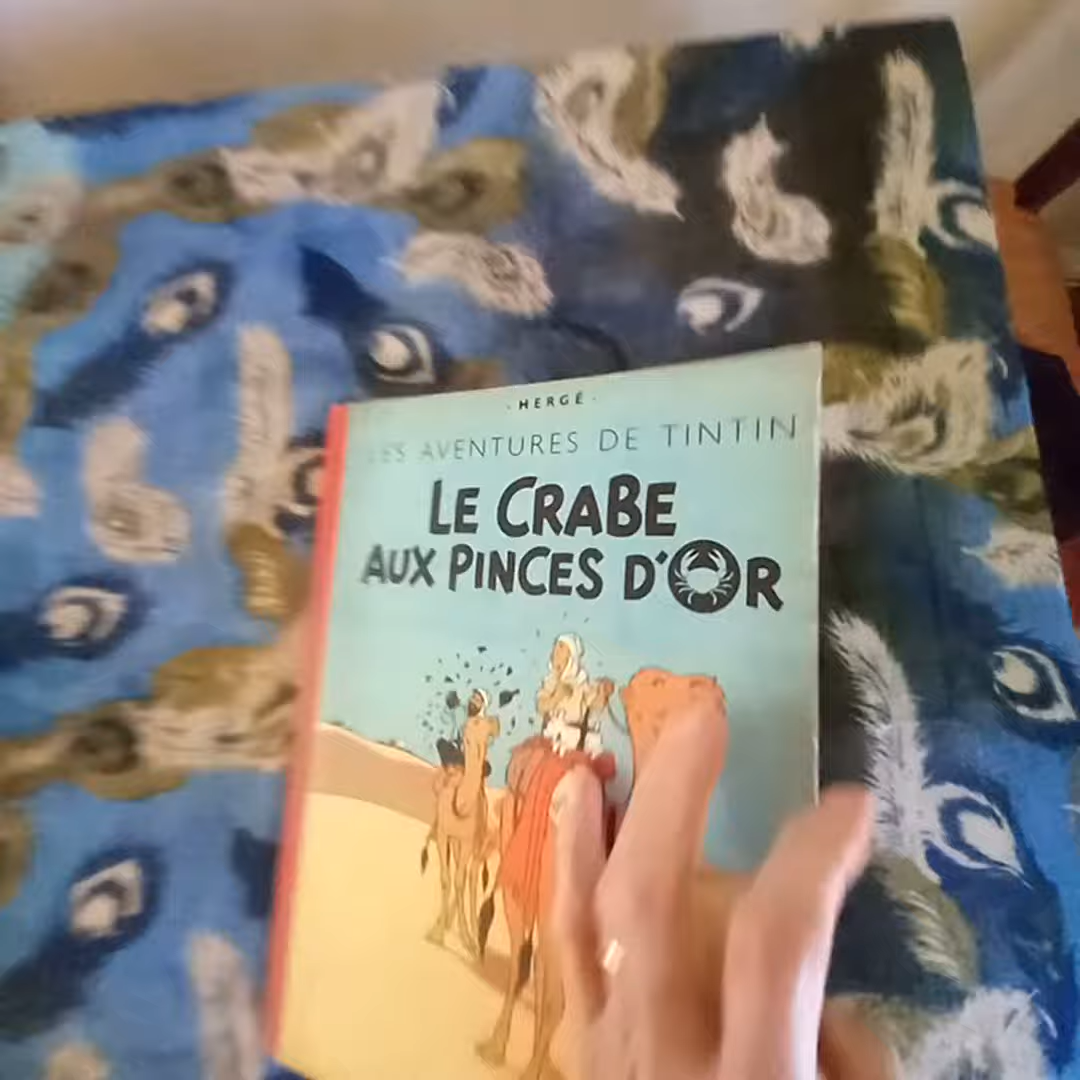 · HERGÉ ·
LES AVENTURES DE TINTIN
LE CRABE
AUX PINCES D'OR